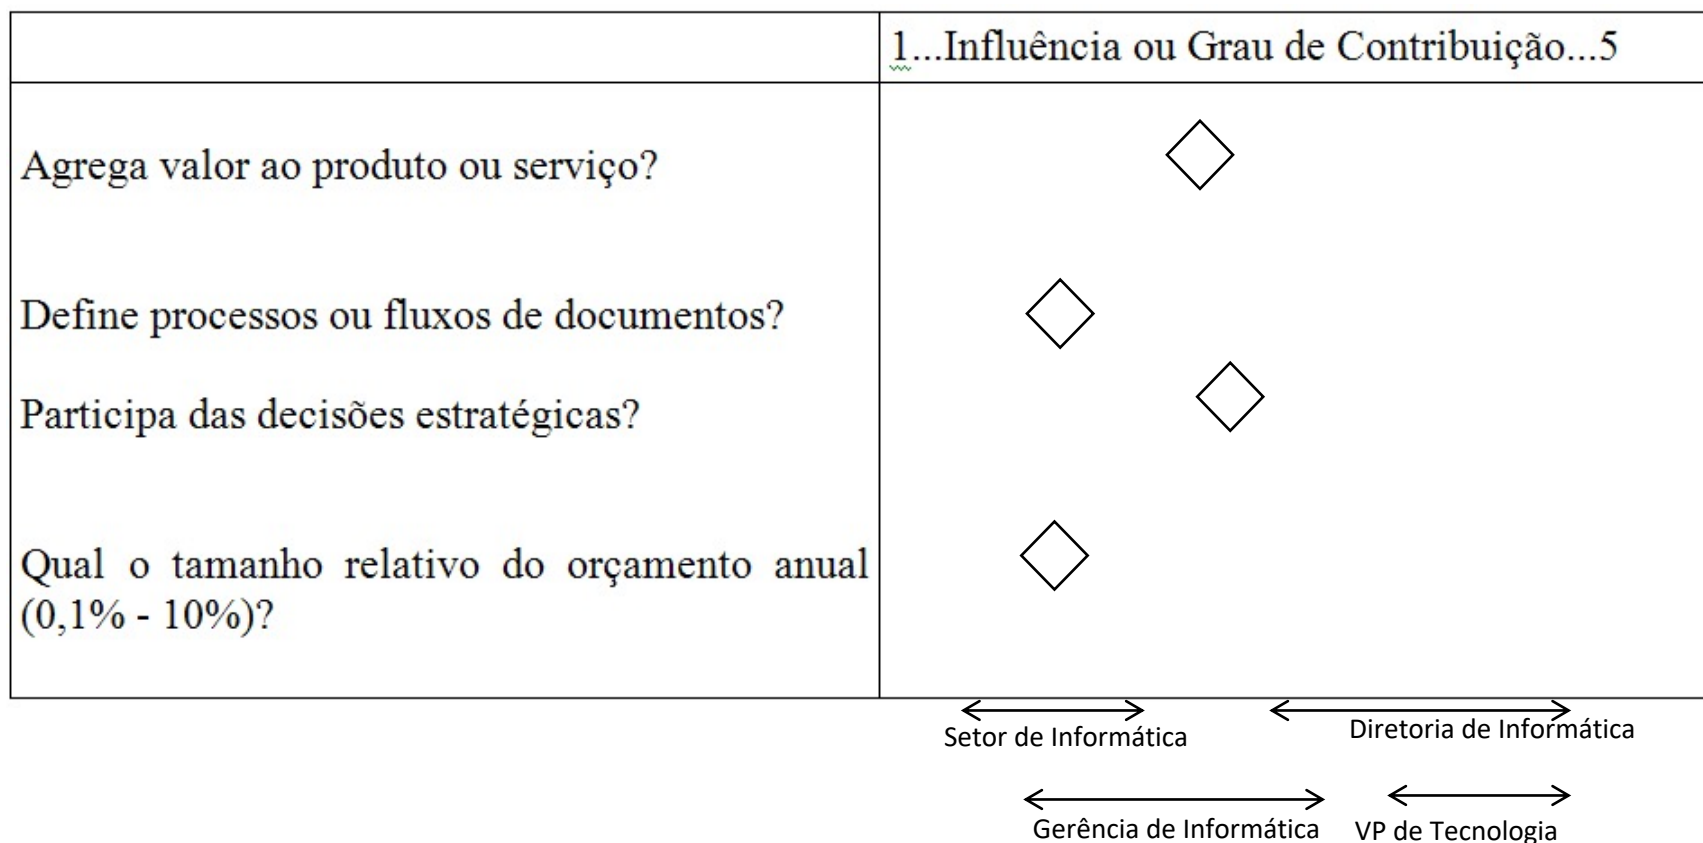 1...Influência ou Grau de Contribuição...5
Agrega valor ao produto ou serviço?
Define processos ou fluxos de documentos?
Participa das decisões estratégicas?
Qual o tamanho relativo do orçamento anual
(0,1% - 10%)?
Setor de Informática
Diretoria de Informática
Gerência de Informática
VP de Tecnologia